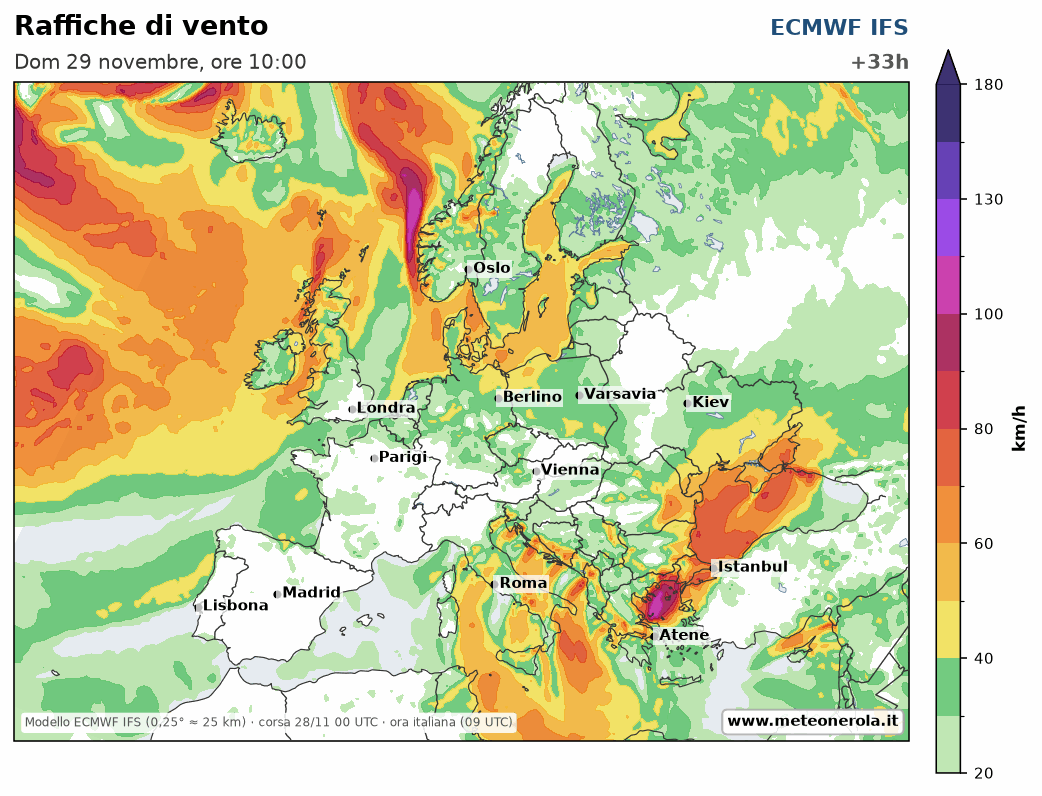 Raffiche di vento
ECMWF IFS
Dom 29 novembre, ore 10:00
+33h
Oslo
Londra
Berlino
Varsavia
Kiev
Parigi
Vienna
Madrid
Lisbona
Roma
Istanbul
Atene
Modello ECMWF IFS (0,25° ≈ 25 km) · corsa 28/11 00 UTC · ora italiana (09 UTC)
www.meteonerola.it
180
130
100
80
60
40
20
km/h